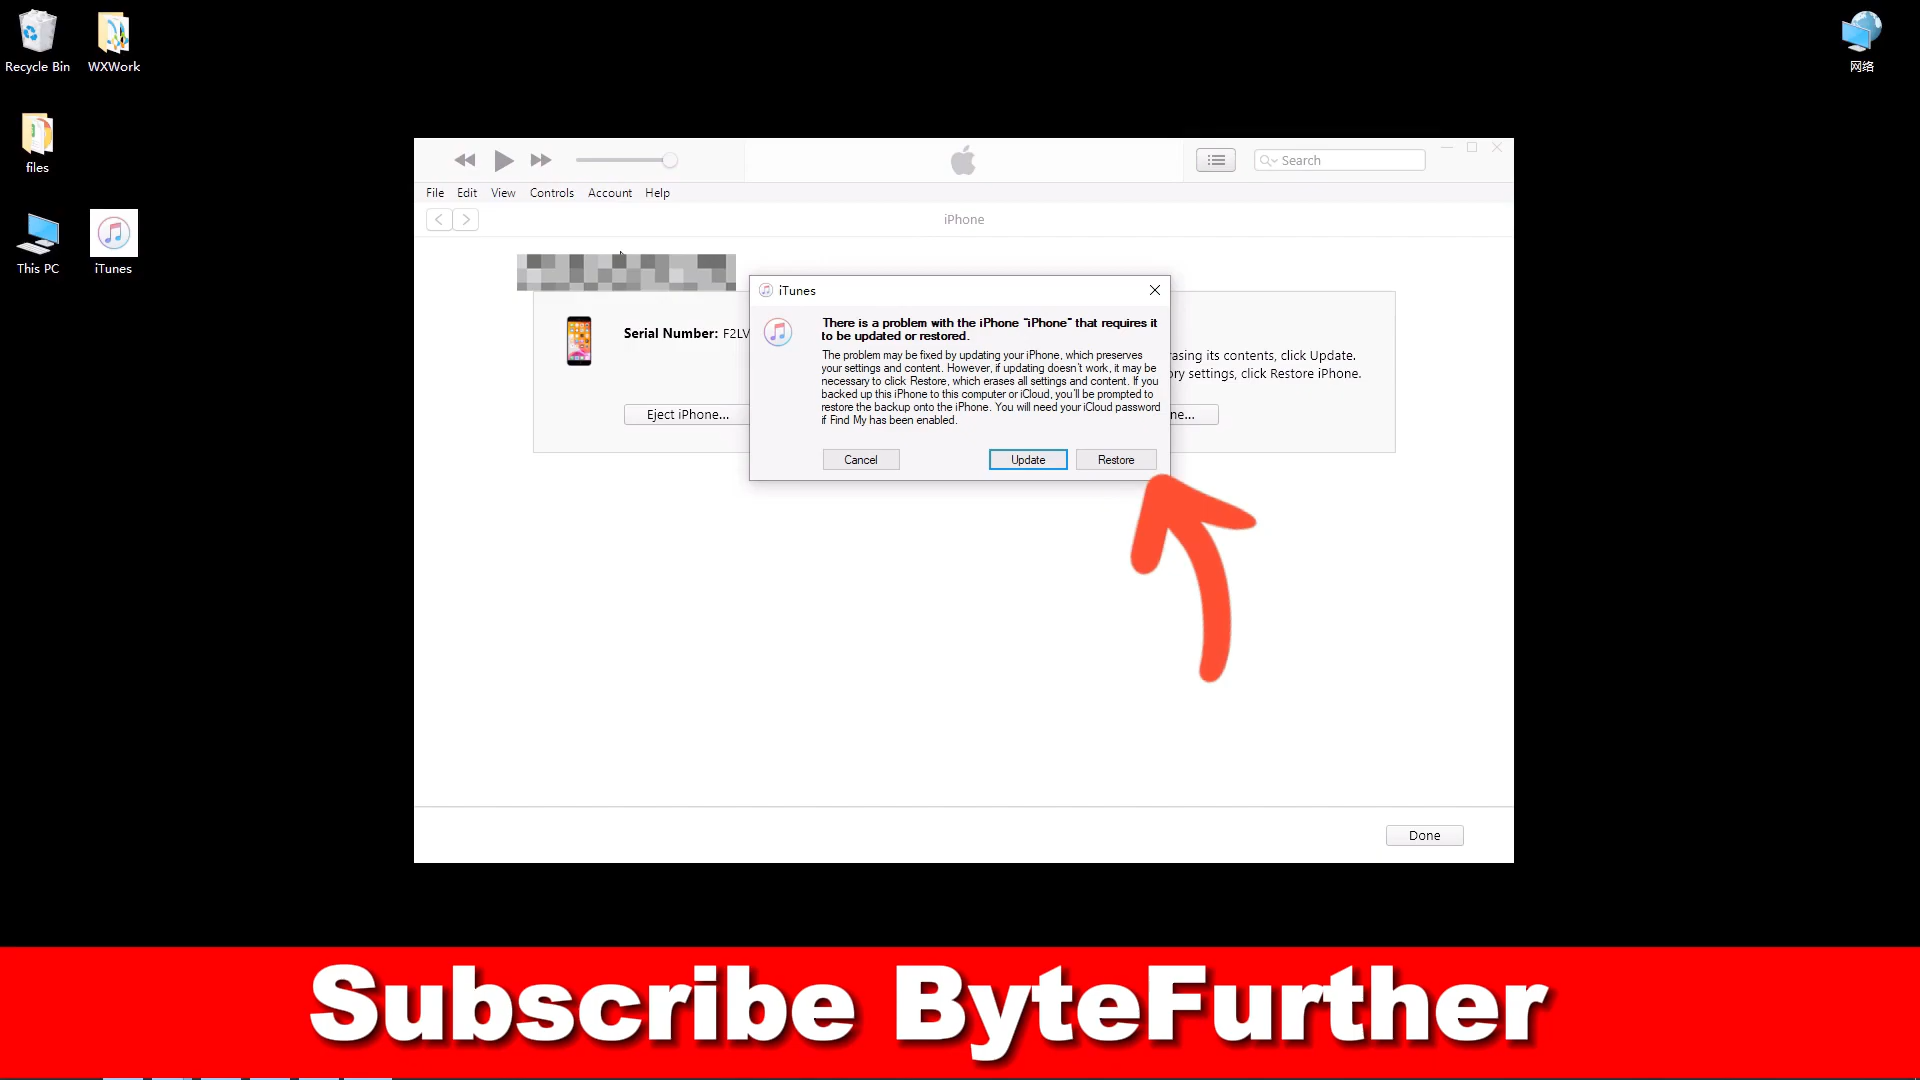 Recycle Bin
WXWork
网络
files
This PC
iTunes
Search
File Edit View Controls Account Help
iPhone
iTunes
There is a problem with the iPhone “iPhone” that requires it
to be updated or restored.
The problem may be fixed by updating your iPhone, which preserves
your settings and content. However, if updating doesn't work, it may be
necessary to click Restore, which erases all settings and content. If you
backed up this iPhone to this computer or iCloud, you'll be prompted to
restore the backup onto the iPhone. You will need your iCloud password
if Find My has been enabled.
Cancel
Update
Restore
Serial Number: F2LV
Eject iPhone...
its contents, click Update.
settings, click Restore iPhone.
Done
Subscribe ByteFurther